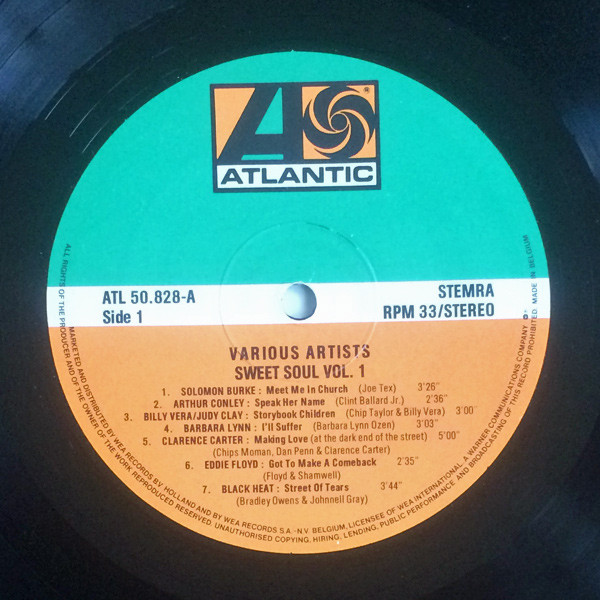 ATLANTIC
®
ATL 50.828-A
Side 1
STEMRA
RPM 33/STEREO
VARIOUS ARTISTS
SWEET SOUL VOL. 1
1. SOLOMON BURKE : Meet Me In Church (Joe Tex) 3'26"
2. ARTHUR CONLEY : Speak Her Name (Clint Ballard Jr.) 2'36"
3. BILLY VERA/JUDY CLAY : Storybook Children (Chip Taylor & Billy Vera) 3'00'
4. BARBARA LYNN : I'll Suffer (Barbara Lynn Ozen) 3'03"
5. CLARENCE CARTER : Making Love (at the dark end of the street) 5'00"
(Chips Moman, Dan Penn & Clarence Carter)
6. EDDIE FLOYD : Got To Make A Comeback 2'35"
(Floyd & Shamwell)
7. BLACK HEAT : Street Of Tears 3'44"
(Bradley Owens & Johnnell Gray)
ALL RIGHTS OF THE PRODUCER AND OF THE OWNER OF THE WORK REPRODUCED RESERVED. UNAUTHORISED COPYING, HIRING, LENDING, PUBLIC PERFORMANCE AND BROADCASTING OF THIS RECORD PROHIBITED. MADE IN BELGIUM
MARKETED AND DISTRIBUTED BY WEA RECORDS B.V. HOLLAND AND BY WEA RECORDS S.A.-N.V. BELGIUM, LICENSEE OF WEA INTERNATIONAL, A WARNER COMMUNICATIONS COMPANY